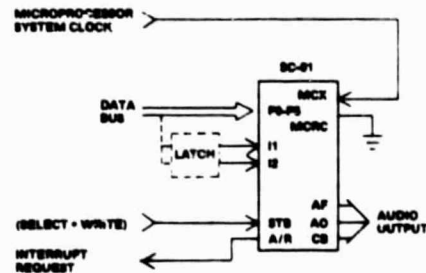 MICROPROCESSOR
SYSTEM CLOCK
SC-01
MCX
DATA
BUS
P0-P5
MCRC
LATCH
I1
I2
AF
(SELECT • WRITE)
STB
AO
AUDIO
OUTPUT
A/R
CB
INTERRUPT
REQUEST